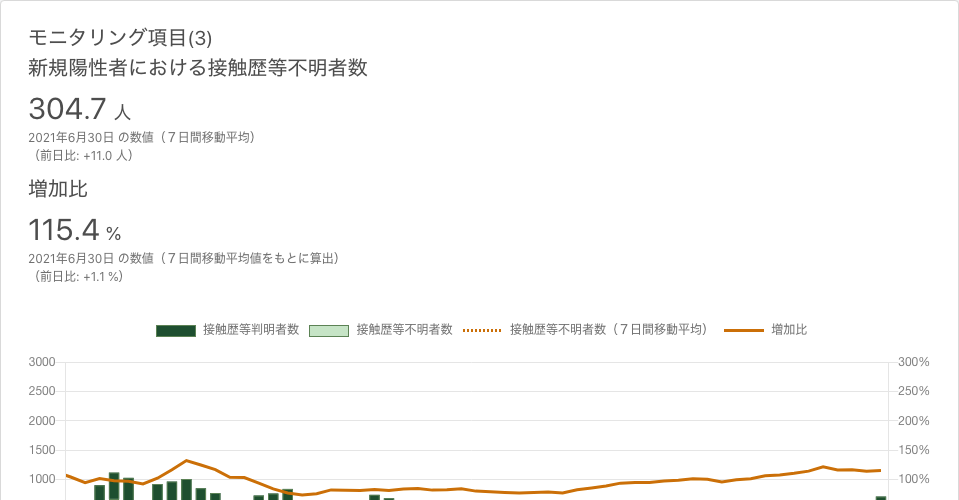 モニタリング項目(3)
新規陽性者における接触歴等不明者数
304.7 人
2021年6月30日 の数値（７日間移動平均）
（前日比: +11.0 人）
増加比
115.4 %
2021年6月30日 の数値（７日間移動平均値をもとに算出）
（前日比: +1.1 %）
接触歴等判明者数 接触歴等不明者数 接触歴等不明者数（７日間移動平均） 増加比
3000 300%
2500 250%
2000 200%
1500 150%
1000 100%